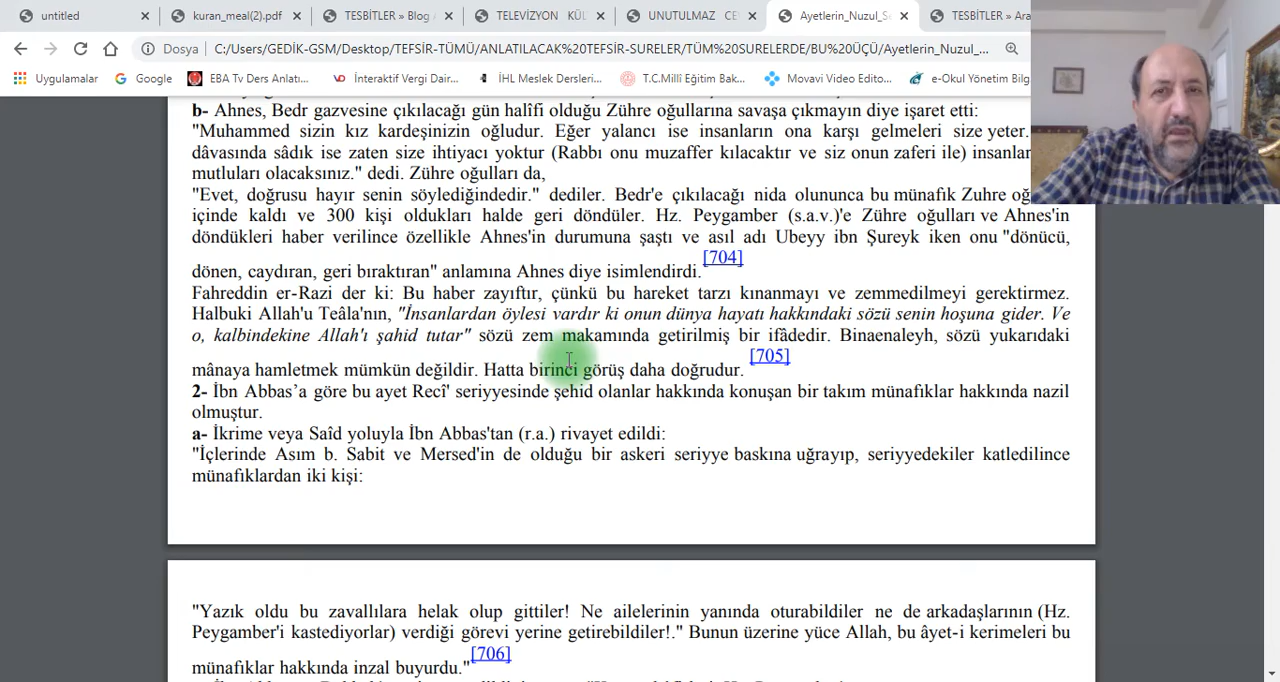 untitled
kuran_meal(2).pdf
TESBİTLER » Blog
TELEVİZYON KÜL
UNUTULMAZ CE
Ayetlerin_Nuzul_S
TESBİTLER » Ara
Dosya C:/Users/GEDİK-GSM/Desktop/TEFSİR-TÜMÜ/ANLATILACAK%20TEFSİR-SURELER/TÜM%20SURELERDE/BU%20ÜÇÜ/Ayetlerin_Nuzul_...
Uygulamalar Google EBA Tv Ders Anlatı... İnteraktif Vergi Dair... İHL Meslek Dersleri... T.C.Millî Eğitim Bak... Movavi Video Edito... e-Okul Yönetim Bilg
b- Ahnes, Bedr gazvesine çıkılacağı gün halîfi olduğu Zühre oğullarına savaşa çıkmayın diye işaret etti:
"Muhammed sizin kız kardeşinizin oğludur. Eğer yalancı ise insanların ona karşı gelmeleri size yeter.
dâvasında sâdık ise zaten size ihtiyacı yoktur (Rabbı onu muzaffer kılacaktır ve siz onun zaferi ile) insanlar
mutluları olacaksınız." dedi. Zühre oğulları da,
"Evet, doğrusu hayır senin söylediğindedir." dediler. Bedr'e çıkılacağı nida olununca bu münafık Zuhre oğ
içinde kaldı ve 300 kişi oldukları halde geri döndüler. Hz. Peygamber (s.a.v.)'e Zühre oğulları ve Ahnes'in
döndükleri haber verilince özellikle Ahnes'in durumuna şaştı ve asıl adı Ubeyy ibn Şureyk iken onu "dönücü,
dönen, caydıran, geri bıraktıran" anlamına Ahnes diye isimlendirdi.[704]
Fahreddin er-Razi der ki: Bu haber zayıftır, çünkü bu hareket tarzı kınanmayı ve zemmedilmeyi gerektirmez.
Halbuki Allah'u Teâla'nın, "İnsanlardan öylesi vardır ki onun dünya hayatı hakkındaki sözü senin hoşuna gider. Ve
o, kalbindekine Allah'ı şahid tutar" sözü zem makamında getirilmiş bir ifâdedir. Binaenaleyh, sözü yukarıdaki
mânaya hamletmek mümkün değildir. Hatta birinci görüş daha doğrudur. [705]
2- İbn Abbas’a göre bu ayet Recî' seriyyesinde şehid olanlar hakkında konuşan bir takım münafıklar hakkında nazil
olmuştur.
a- İkrime veya Saîd yoluyla İbn Abbas'tan (r.a.) rivayet edildi:
"İçlerinde Asım b. Sabit ve Mersed'in de olduğu bir askeri seriyye baskına uğrayıp, seriyyedekiler katledilince
münafıklardan iki kişi:
"Yazık oldu bu zavallılara helak olup gittiler! Ne ailelerinin yanında oturabildiler ne de arkadaşlarının (Hz.
Peygamber'i kastediyorlar) verdiği görevi yerine getirebildiler!." Bunun üzerine yüce Allah, bu âyet-i kerimeleri bu
münafıklar hakkında inzal buyurdu."[706]